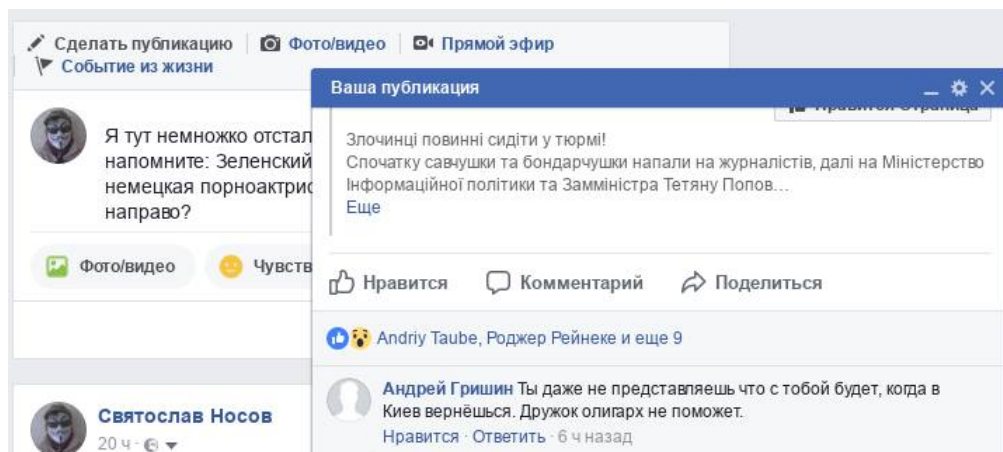 Сделать публикацию
Фото/видео
Прямой эфир
Событие из жизни
Я тут немножко отстал
напомните: Зеленский
немецкая порноактрис
направо?
Фото/видео
Чувств
Святослав Носов
20 ч
Ваша публикация
Нравится Страница
Злочинці повинні сидіти у тюрмі!
Спочатку савчушки та бондарчушки напали на журналістів, далі на Міністерство
Інформаційної політики та Замміністра Тетяну Попов…
Еще
Нравится
Комментарий
Поделиться
Andriy Taube, Роджер Рейнеке и еще 9
Андрей Гришин Ты даже не представляешь что с тобой будет, когда в
Киев вернёшься. Дружок олигарх не поможет.
Нравится · Ответить · 6 ч назад